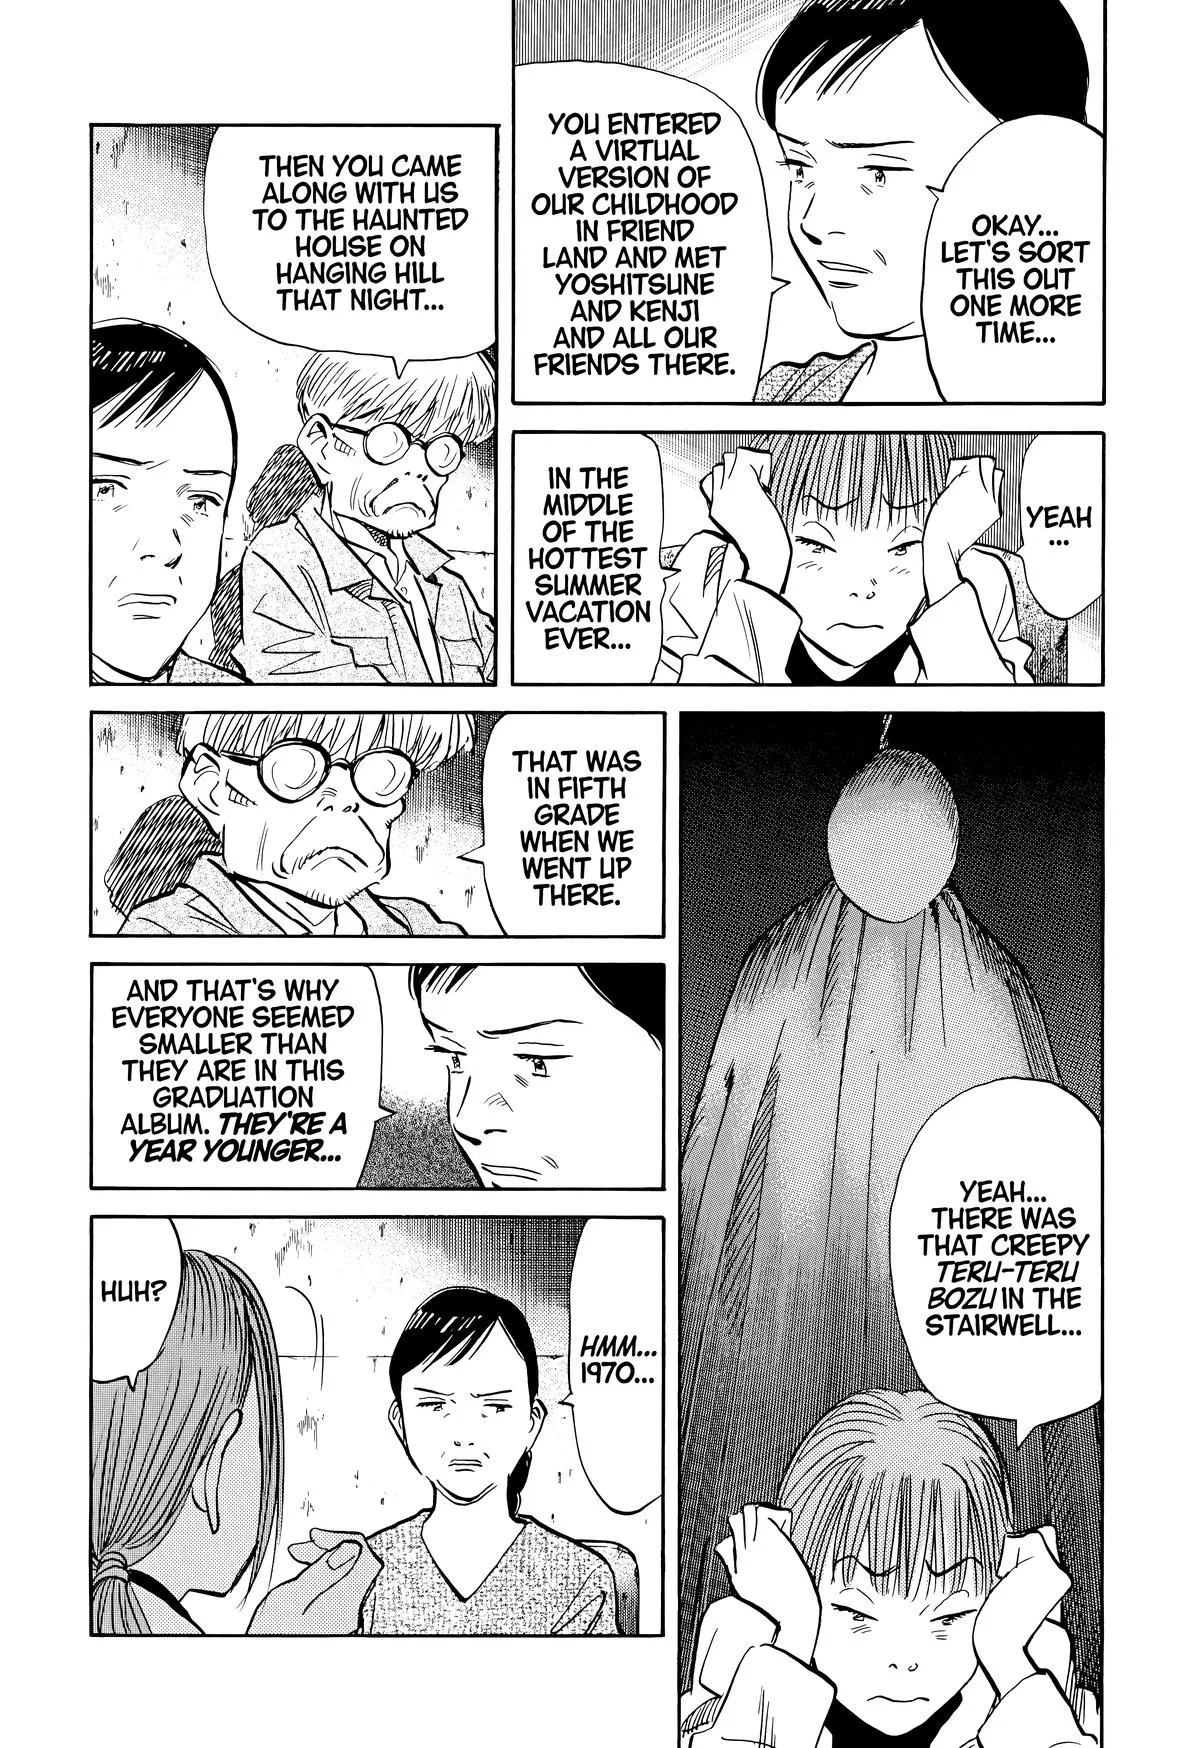 OKAY...
LET'S SORT
THIS OUT
ONE MORE
TIME...
YOU ENTERED
A VIRTUAL
VERSION OF
OUR CHILDHOOD
IN FRIEND
LAND AND MET
YOSHITSUNE
AND KENJI
AND ALL OUR
FRIENDS THERE.
YEAH
...
IN THE
MIDDLE
OF THE
HOTTEST
SUMMER
VACATION
EVER...
THEN YOU CAME
ALONG WITH US
TO THE HAUNTED
HOUSE ON
HANGING HILL
THAT NIGHT...
YEAH...
THERE WAS
THAT CREEPY
TERU-TERU
BOZU IN THE
STAIRWELL...
THAT WAS
IN FIFTH
GRADE
WHEN WE
WENT UP
THERE.
AND THAT'S WHY
EVERYONE SEEMED
SMALLER THAN
THEY ARE IN THIS
GRADUATION
ALBUM. THEY'RE A
YEAR YOUNGER...
HMM...
1970...
HUH?